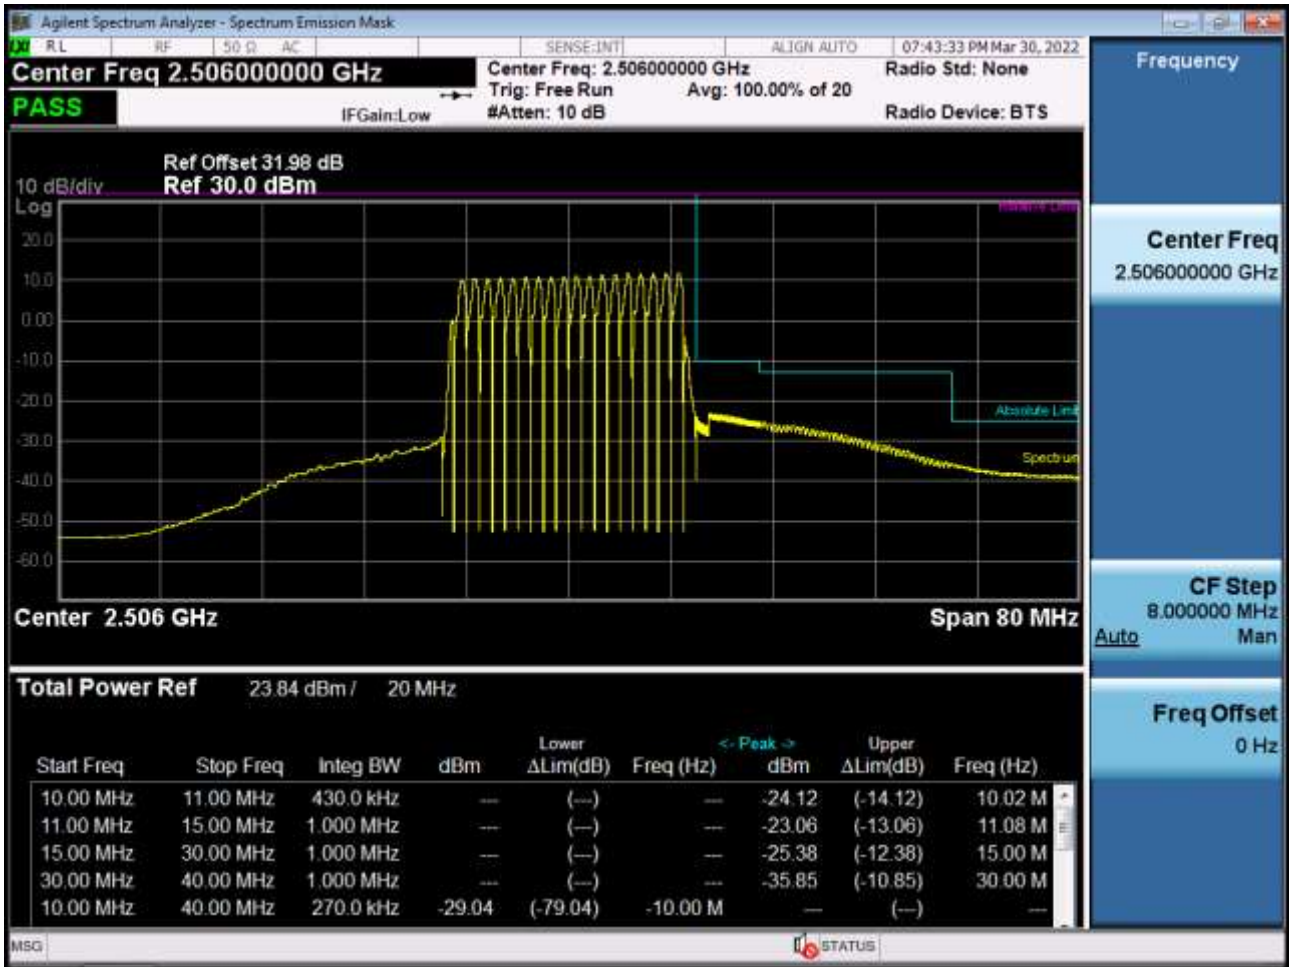 Agilent Spectrum Analyzer - Spectrum Emission Mask
LXI RL RF 50 Ω AC SENSE:INT ALIGN AUTO 07:43:33 PM Mar 30, 2022
Center Freq 2.506000000 GHz
Center Freq: 2.506000000 GHz Radio Std: None
Trig: Free Run Avg: 100.00% of 20
PASS IFGain:Low #Atten: 10 dB Radio Device: BTS
Ref Offset 31.98 dB
10 dB/div Ref 30.0 dBm
Log
20.0
10.0
0.00
-10.0
-20.0
Absolute Limit
-30.0
Spectrum
-40.0
-50.0
-60.0
Center 2.506 GHz Span 80 MHz
Total Power Ref 23.84 dBm / 20 MHz
Lower <- Peak -> Upper
Start Freq Stop Freq Integ BW dBm ΔLim(dB) Freq (Hz) dBm ΔLim(dB) Freq (Hz)
10.00 MHz 11.00 MHz 430.0 kHz --- (---) --- -24.12 (-14.12) 10.02 M
11.00 MHz 15.00 MHz 1.000 MHz --- (---) --- -23.06 (-13.06) 11.08 M
15.00 MHz 30.00 MHz 1.000 MHz --- (---) --- -25.38 (-12.38) 15.00 M
30.00 MHz 40.00 MHz 1.000 MHz --- (---) --- -35.85 (-10.85) 30.00 M
10.00 MHz 40.00 MHz 270.0 kHz -29.04 (-79.04) -10.00 M --- (---) ---
MSG STATUS
Frequency
Center Freq
2.506000000 GHz
CF Step
8.000000 MHz
Auto Man
Freq Offset
0 Hz